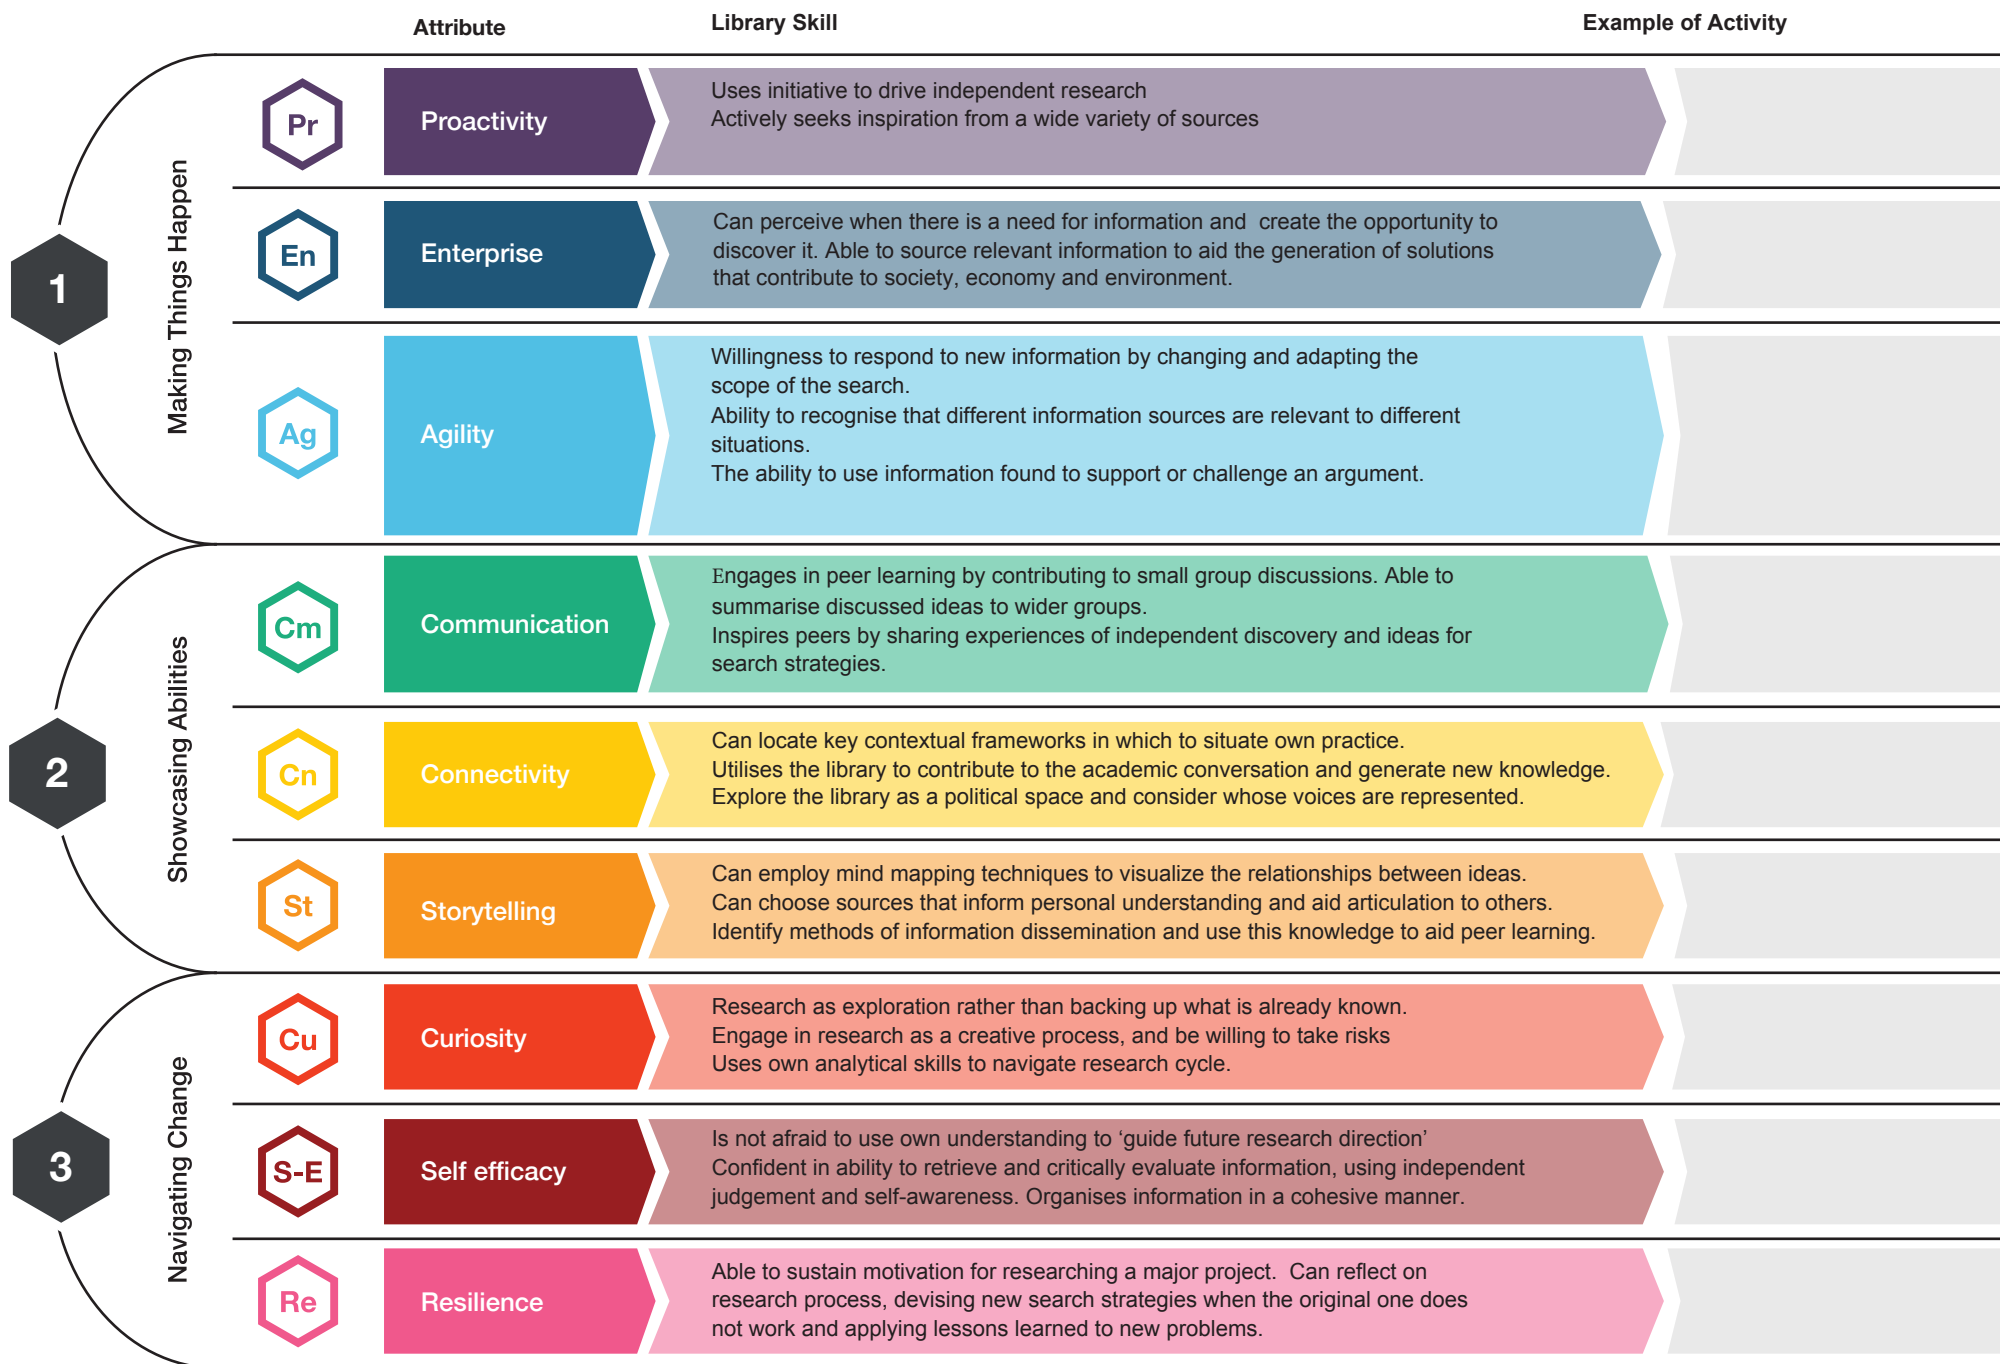 Attribute Library Skill Example of Activity
1
Making Things Happen
Pr
Proactivity
Uses initiative to drive independent research
Actively seeks inspiration from a wide variety of sources
En
Enterprise
Can perceive when there is a need for information and  create the opportunity to
discover it. Able to source relevant information to aid the generation of solutions
that contribute to society, economy and environment.
Ag
Agility
Willingness to respond to new information by changing and adapting the
scope of the search.
Ability to recognise that different information sources are relevant to different
situations.
The ability to use information found to support or challenge an argument.
2
Showcasing Abilities
Cm
Communication
Engages in peer learning by contributing to small group discussions. Able to
summarise discussed ideas to wider groups.
Inspires peers by sharing experiences of independent discovery and ideas for
search strategies.
Cn
Connectivity
Can locate key contextual frameworks in which to situate own practice.
Utilises the library to contribute to the academic conversation and generate new knowledge.
Explore the library as a political space and consider whose voices are represented.
St
Storytelling
Can employ mind mapping techniques to visualize the relationships between ideas.
Can choose sources that inform personal understanding and aid articulation to others.
Identify methods of information dissemination and use this knowledge to aid peer learning.
3
Navigating Change
Cu
Curiosity
Research as exploration rather than backing up what is already known.
Engage in research as a creative process, and be willing to take risks
Uses own analytical skills to navigate research cycle.
S-E
Self efficacy
Is not afraid to use own understanding to ‘guide future research direction’
Confident in ability to retrieve and critically evaluate information, using independent
judgement and self-awareness. Organises information in a cohesive manner.
Re
Resilience
Able to sustain motivation for researching a major project.  Can reflect on
research process, devising new search strategies when the original one does
not work and applying lessons learned to new problems.